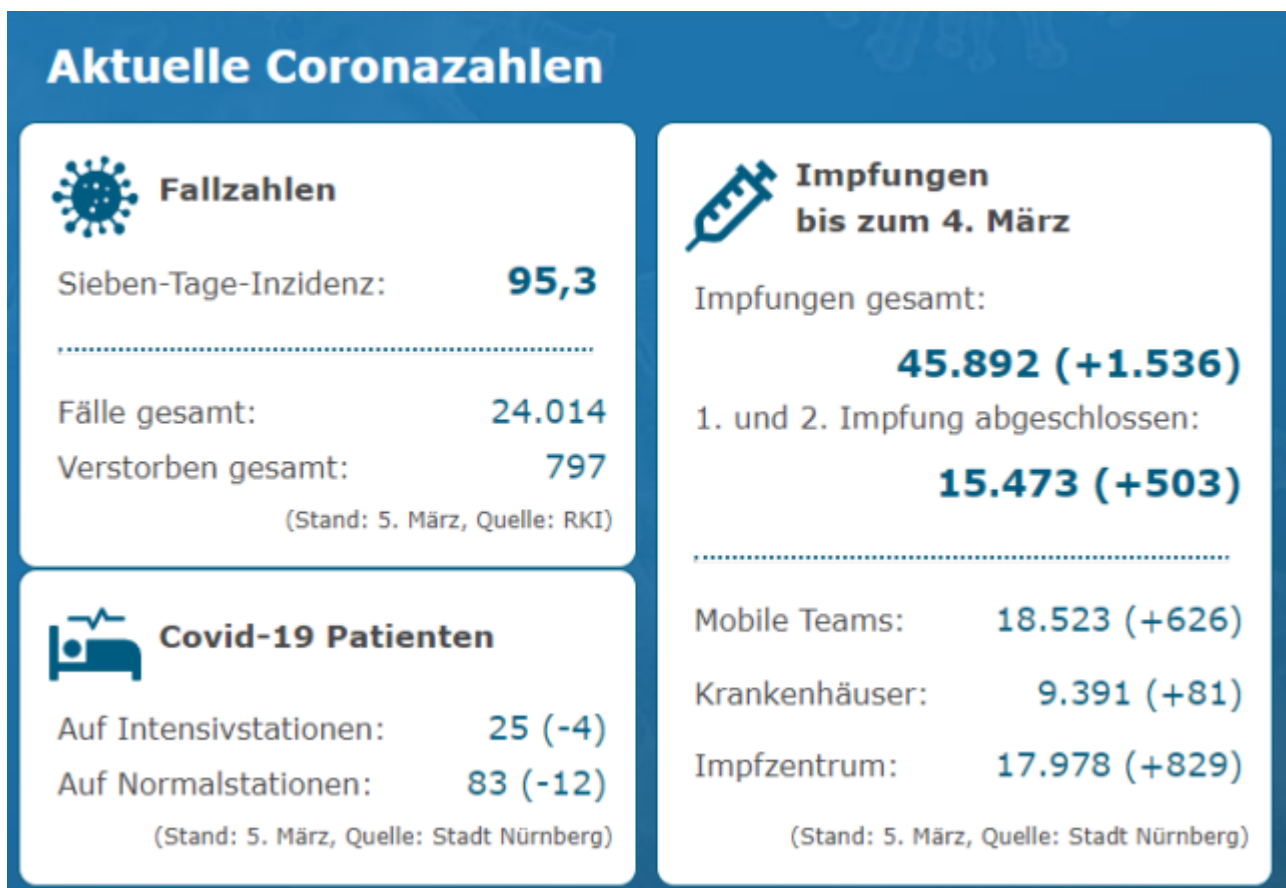 Aktuelle Coronazahlen
Fallzahlen
Sieben-Tage-Inzidenz: 95,3
Fälle gesamt: 24.014
Verstorben gesamt: 797
(Stand: 5. März, Quelle: RKI)
Covid-19 Patienten
Auf Intensivstationen: 25 (-4)
Auf Normalstationen: 83 (-12)
(Stand: 5. März, Quelle: Stadt Nürnberg)
Impfungen
bis zum 4. März
Impfungen gesamt:
45.892 (+1.536)
1. und 2. Impfung abgeschlossen:
15.473 (+503)
Mobile Teams: 18.523 (+626)
Krankenhäuser: 9.391 (+81)
Impfzentrum: 17.978 (+829)
(Stand: 5. März, Quelle: Stadt Nürnberg)